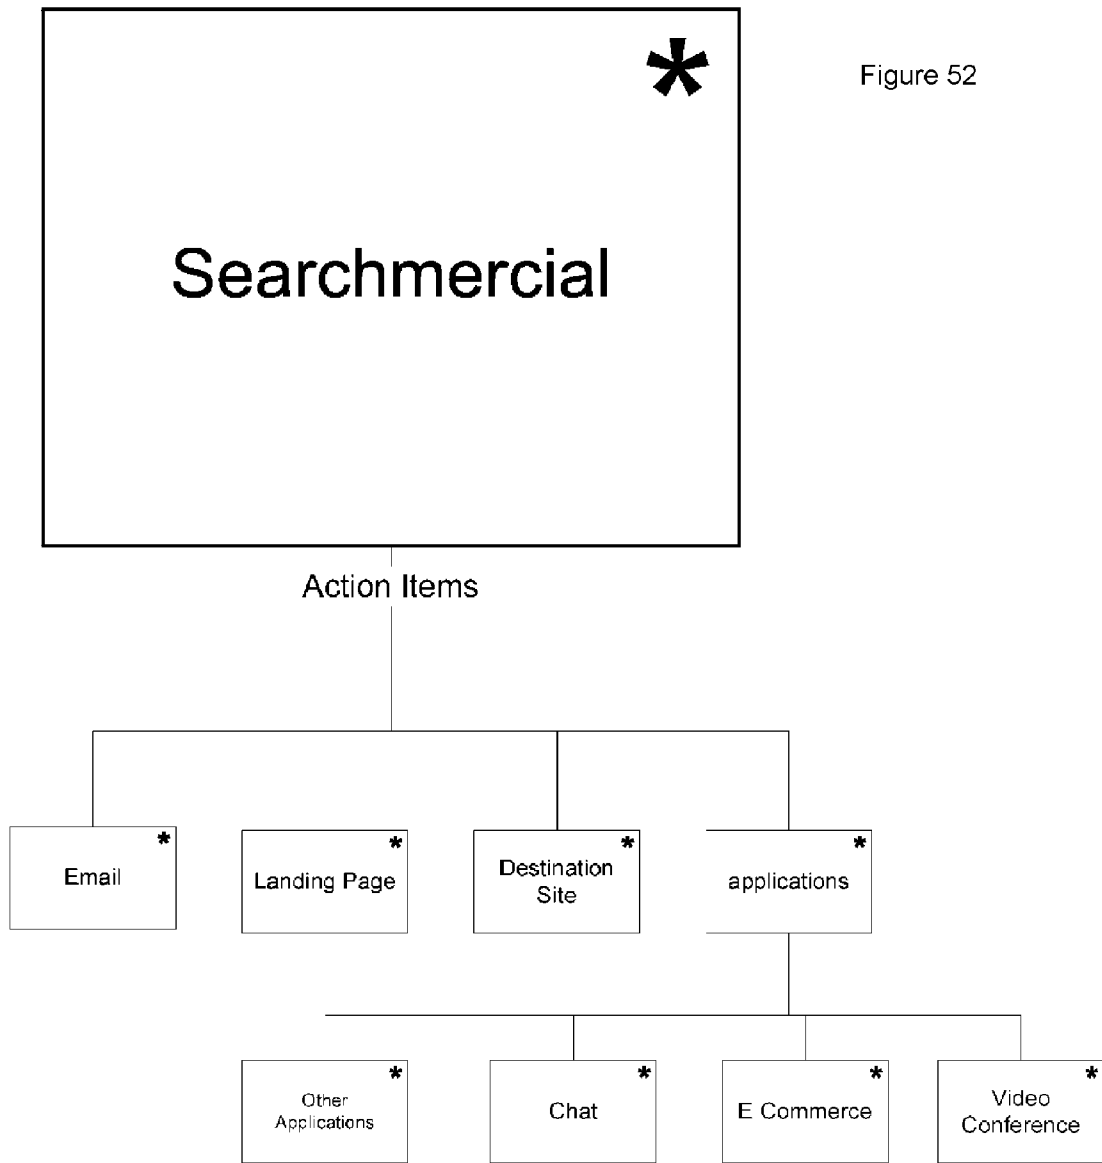 *
Figure 52
Searchmercial
Action Items
* * * *
Email
Landing Page
Destination
Site
applications
* * * *
Other
Applications
Chat
E Commerce
Video
Conference